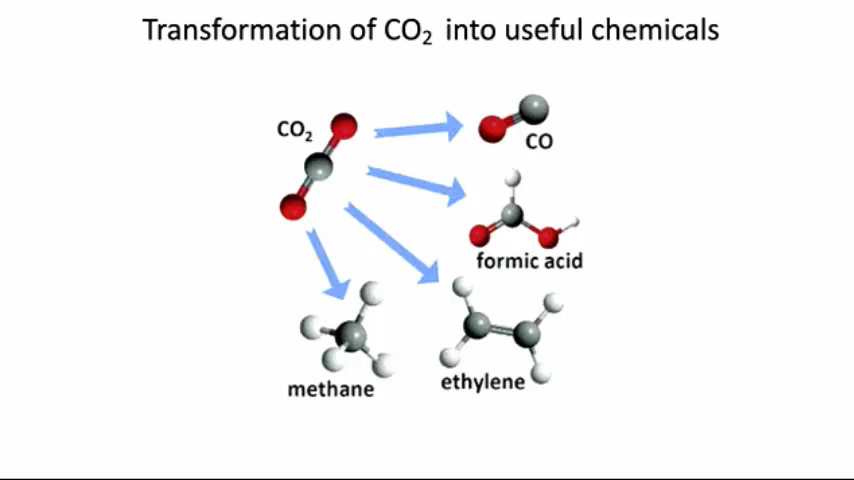 Transformation of CO₂ into useful chemicals
CO₂
CO
formic acid
methane
ethylene